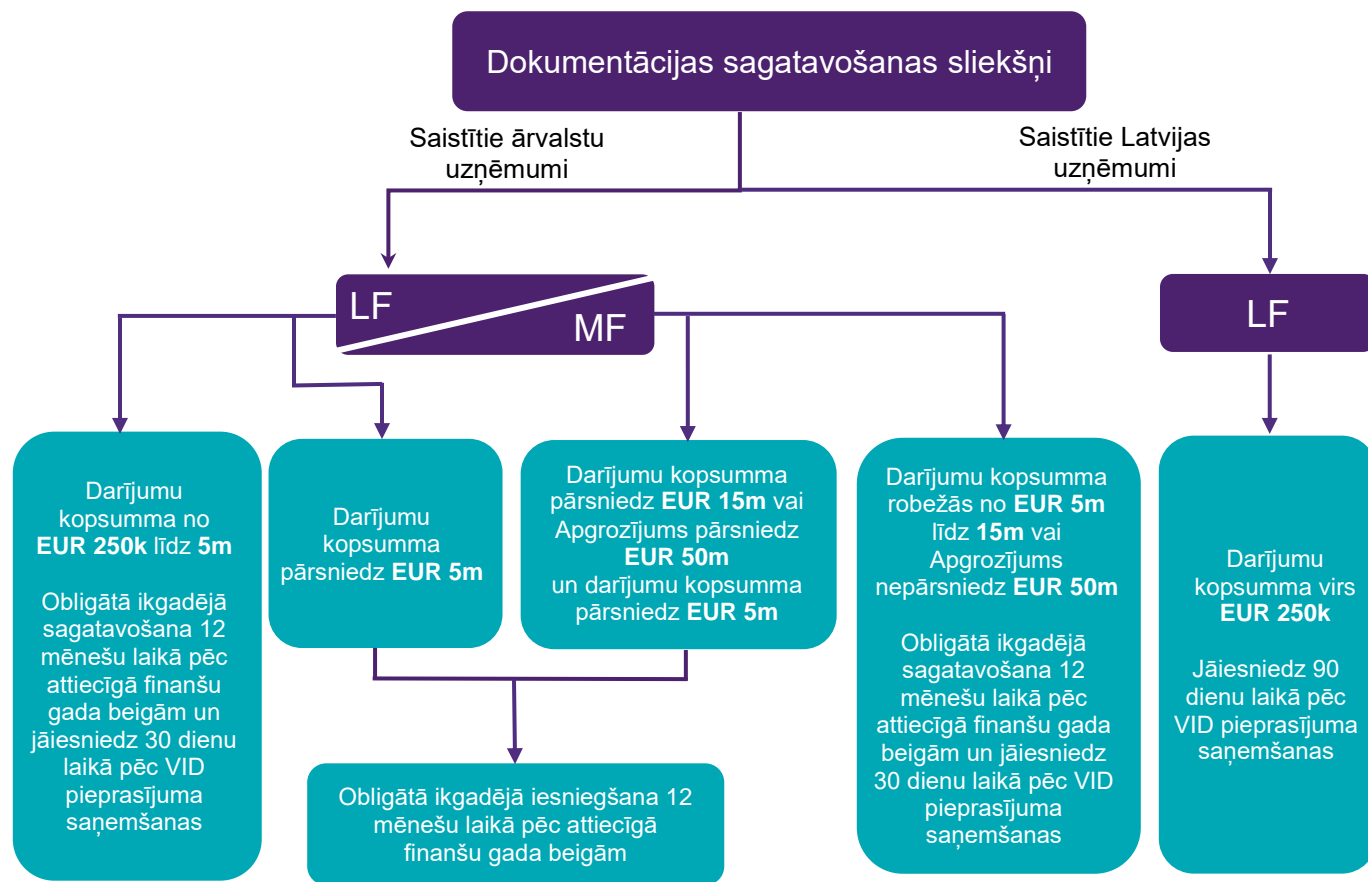 Dokumentācijas sagatavošanas sliekšņi
Saistītie ārvalstu
uzņēmumi
Saistītie Latvijas
uzņēmumi
LF
MF
LF
Darījumu
kopsumma no
EUR 250k līdz 5m
Obligātā ikgadējā
sagatavošana 12
mēnešu laikā pēc
attiecīgā finanšu
gada beigām un
jāiesniedz 30 dienu
laikā pēc VID
pieprasījuma
saņemšanas
Darījumu
kopsumma
pārsniedz EUR 5m
Darījumu kopsumma
pārsniedz EUR 15m vai
Apgrozījums pārsniedz
EUR 50m
un darījumu kopsumma
pārsniedz EUR 5m
Obligātā ikgadējā iesniegšana 12
mēnešu laikā pēc attiecīgā
finanšu gada beigām
Darījumu kopsumma
robežās no EUR 5m
līdz 15m vai
Apgrozījums
nepārsniedz EUR 50m
Obligātā ikgadējā
sagatavošana 12
mēnešu laikā pēc
attiecīgā finanšu gada
beigām un jāiesniedz
30 dienu laikā pēc VID
pieprasījuma
saņemšanas
Darījumu
kopsumma virs
EUR 250k
Jāiesniedz 90
dienu laikā pēc
VID pieprasījuma
saņemšanas